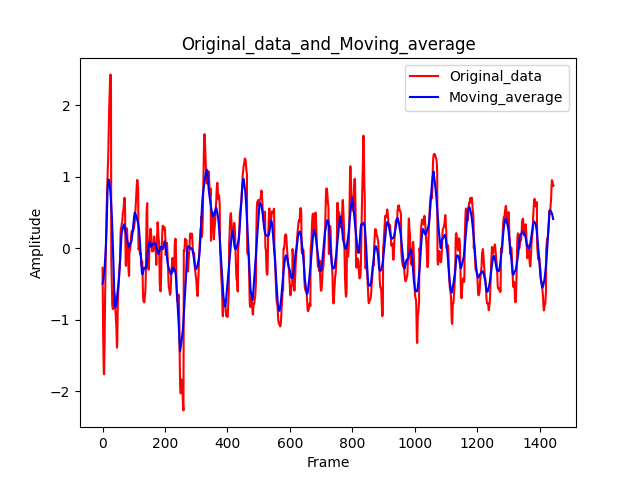 Original_data_and_Moving_average
Original_data
Moving_average
Amplitude
2
1
0
−1
−2
0 200 400 600 800 1000 1200 1400
Frame